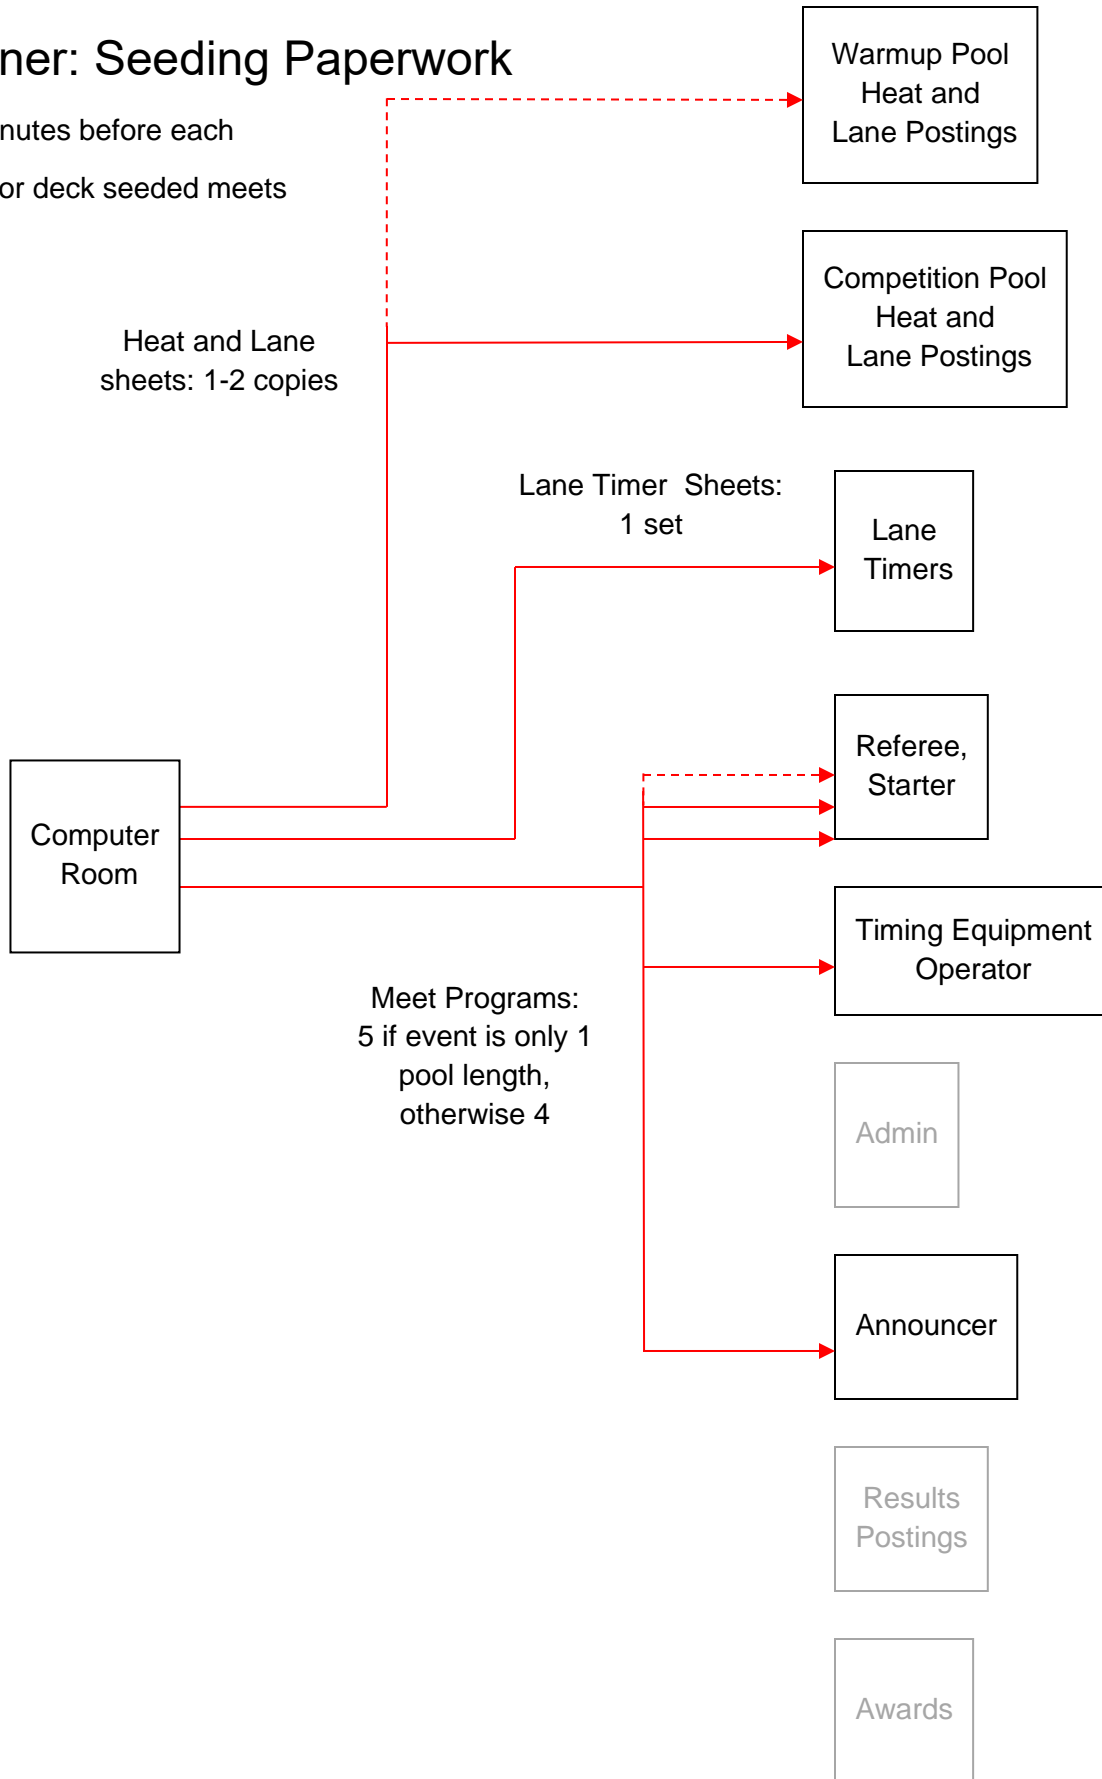 ner: Seeding Paperwork
nutes before each
or deck seeded meets
Warmup Pool
Heat and
Lane Postings
Competition Pool
Heat and
Lane Postings
Heat and Lane
sheets: 1-2 copies
Lane Timer Sheets:
1 set
Lane
Timers
Referee,
Starter
Computer
Room
Timing Equipment
Operator
Meet Programs:
5 if event is only 1
pool length,
otherwise 4
Admin
Announcer
Results
Postings
Awards